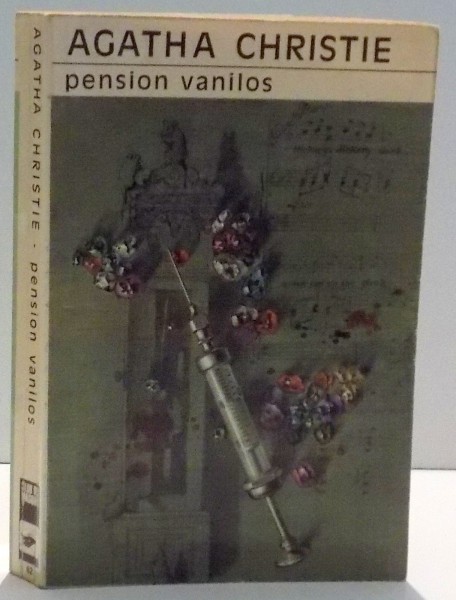 AGATHA CHRISTIE
pension vanilos
AGATHA CHRISTIE - pension vanilos